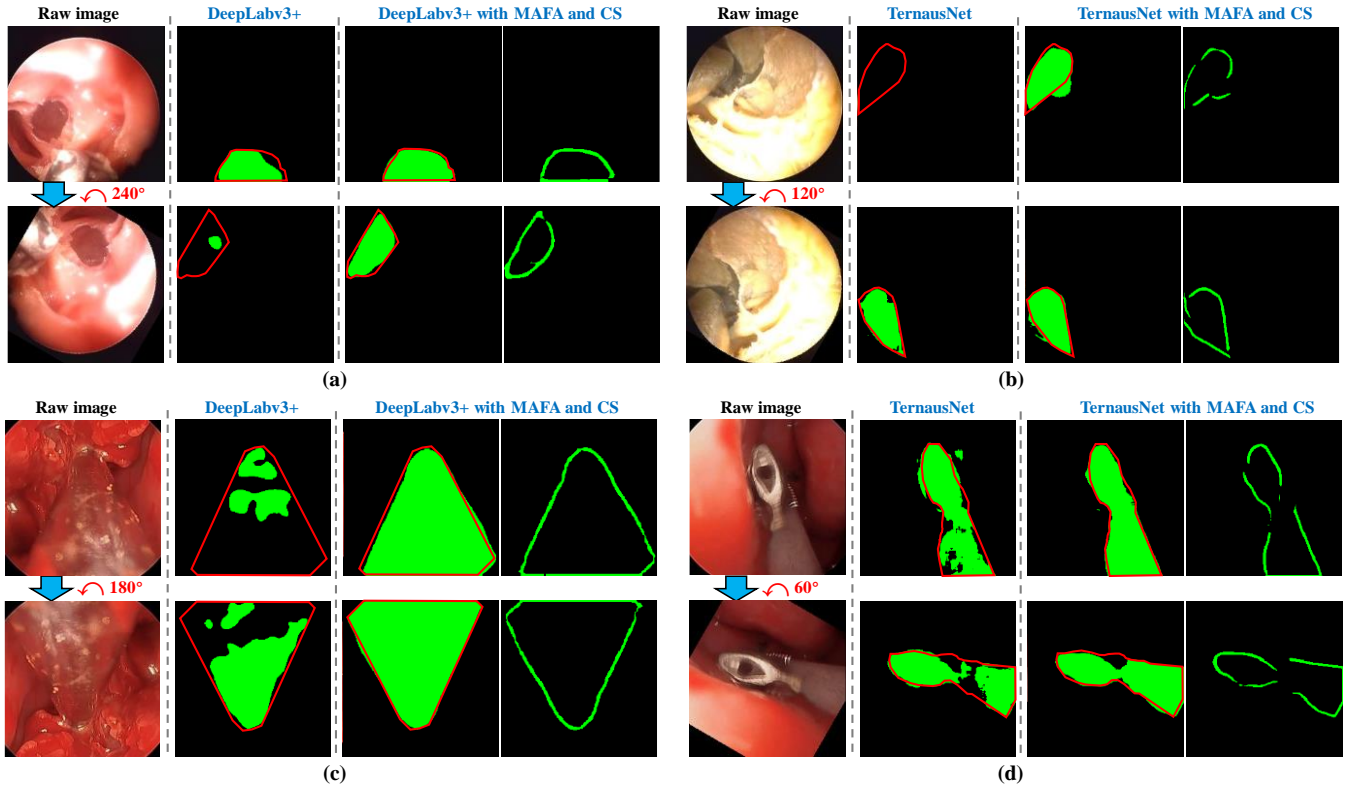 Raw image DeepLabv3+ DeepLabv3+ with MAFA and CS
240°
(a)
Raw image TernausNet TernausNet with MAFA and CS
120°
(b)
Raw image DeepLabv3+ DeepLabv3+ with MAFA and CS
180°
(c)
Raw image TernausNet TernausNet with MAFA and CS
60°
(d)